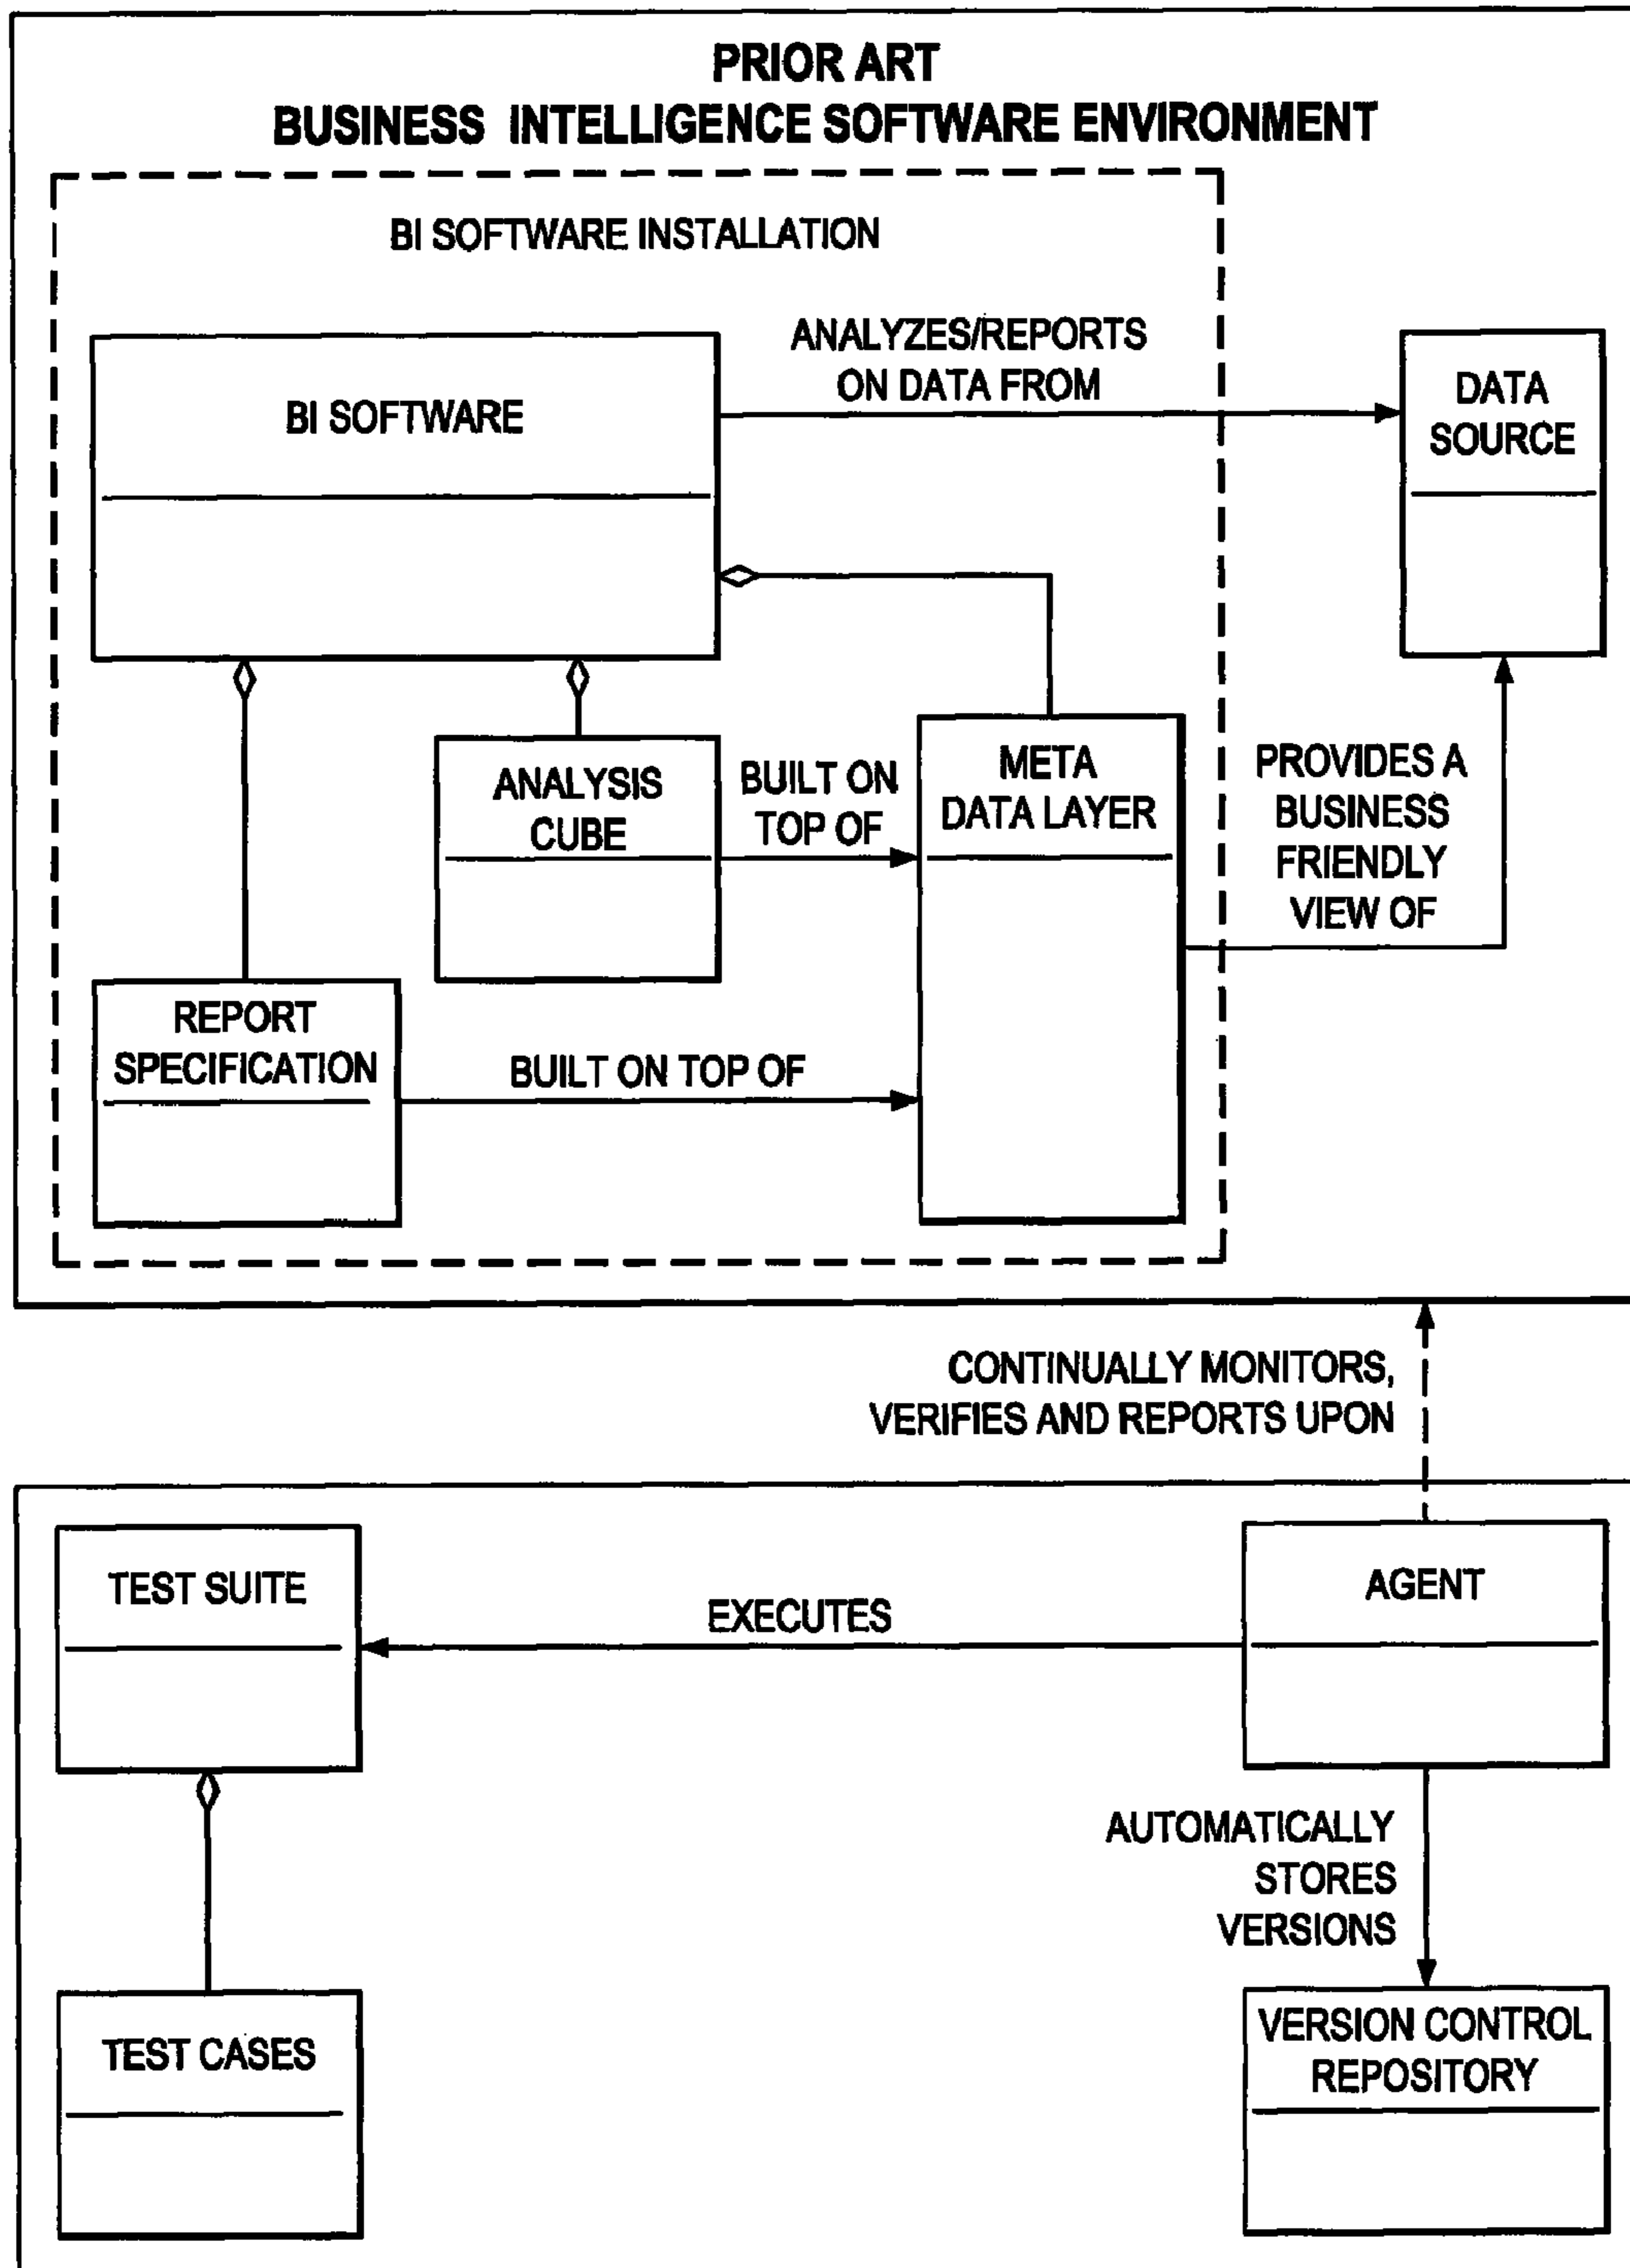 PRIOR ART
BUSINESS INTELLIGENCE SOFTWARE ENVIRONMENT
BI SOFTWARE INSTALLATION
BI SOFTWARE
ANALYZES/REPORTS
ON DATA FROM
DATA
SOURCE
ANALYSIS
CUBE
BUILT ON
TOP OF
META
DATA LAYER
PROVIDES A
BUSINESS
FRIENDLY
VIEW OF
REPORT
SPECIFICATION
BUILT ON TOP OF
CONTINUALLY MONITORS,
VERIFIES AND REPORTS UPON
TEST SUITE
EXECUTES
AGENT
AUTOMATICALLY
STORES
VERSIONS
TEST CASES
VERSION CONTROL
REPOSITORY